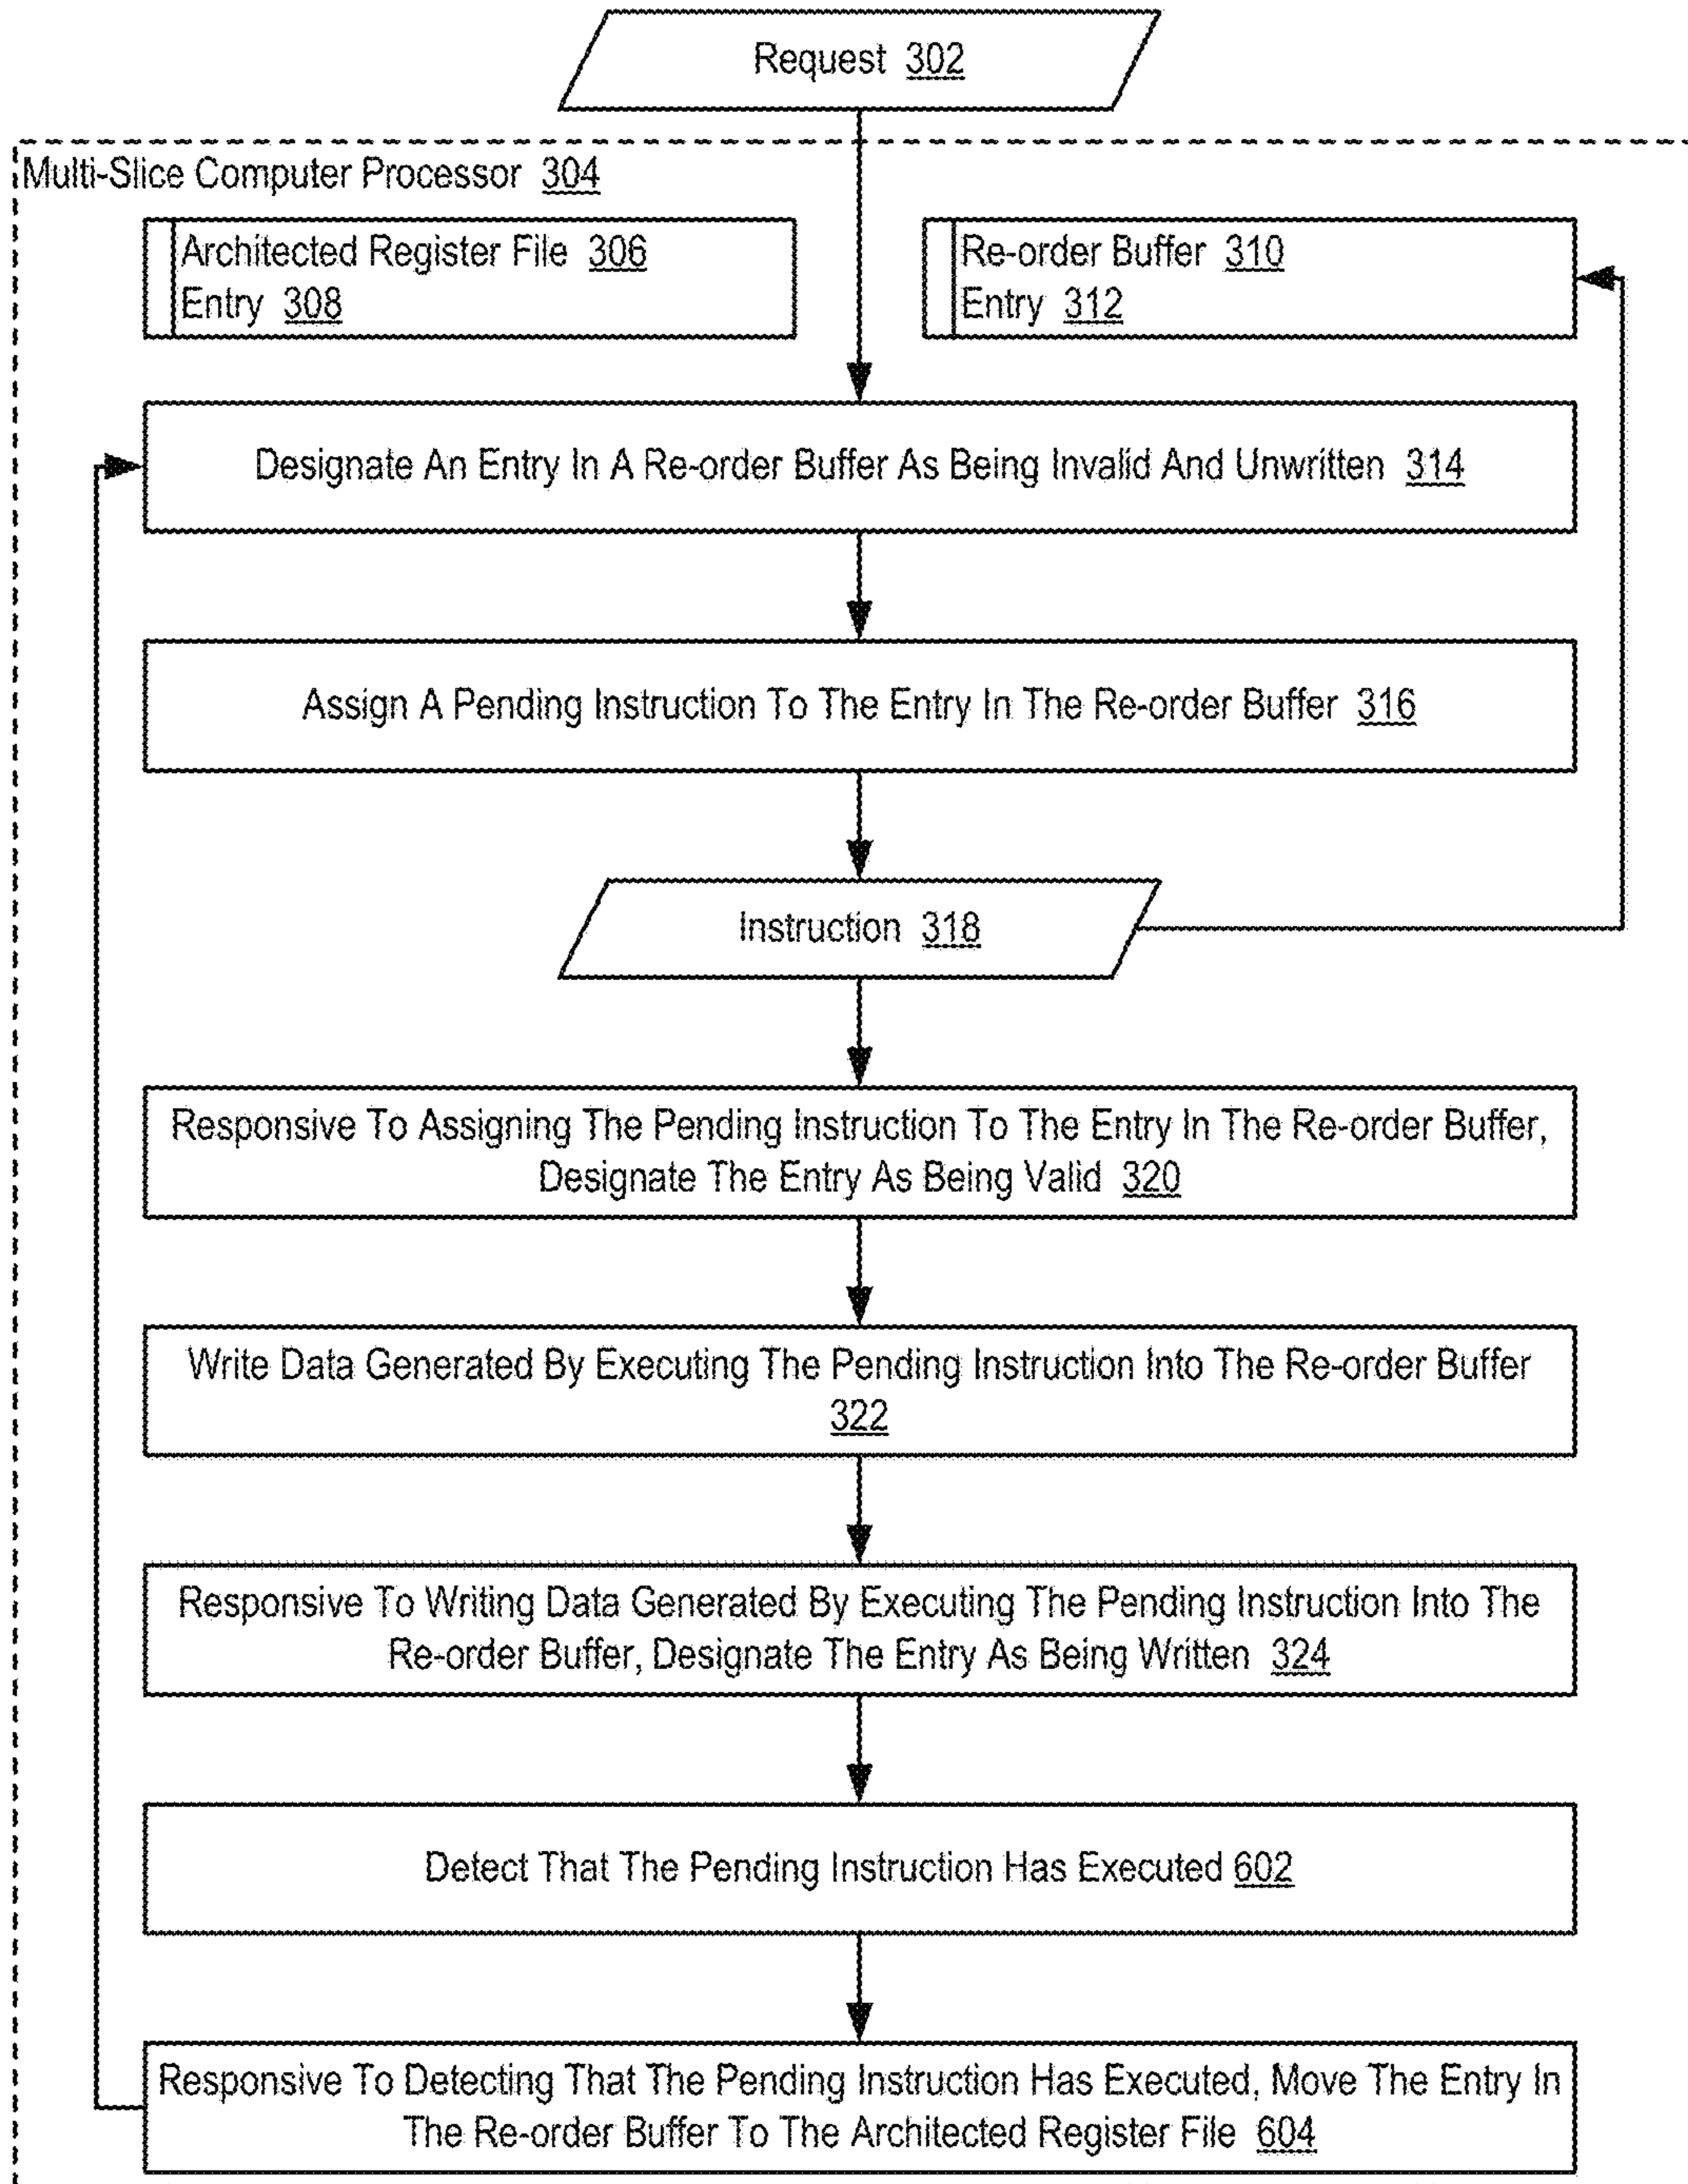 Request 302
Multi-Slice Computer Processor 304
Architected Register File 306
Entry 308
Re-order Buffer 310
Entry 312
Designate An Entry In A Re-order Buffer As Being Invalid And Unwritten 314
Assign A Pending Instruction To The Entry In The Re-order Buffer 316
Instruction 318
Responsive To Assigning The Pending Instruction To The Entry In The Re-order Buffer,
Designate The Entry As Being Valid 320
Write Data Generated By Executing The Pending Instruction Into The Re-order Buffer
322
Responsive To Writing Data Generated By Executing The Pending Instruction Into The
Re-order Buffer, Designate The Entry As Being Written 324
Detect That The Pending Instruction Has Executed 602
Responsive To Detecting That The Pending Instruction Has Executed, Move The Entry In
The Re-order Buffer To The Architected Register File 604